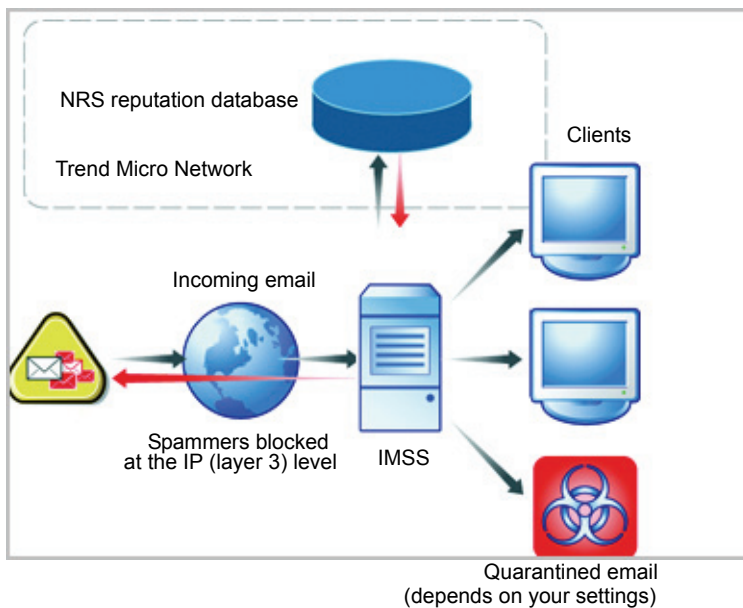 NRS reputation database
Trend Micro Network
Clients
Incoming email
Spammers blocked
at the IP (layer 3) level
IMSS
Quarantined email
(depends on your settings)